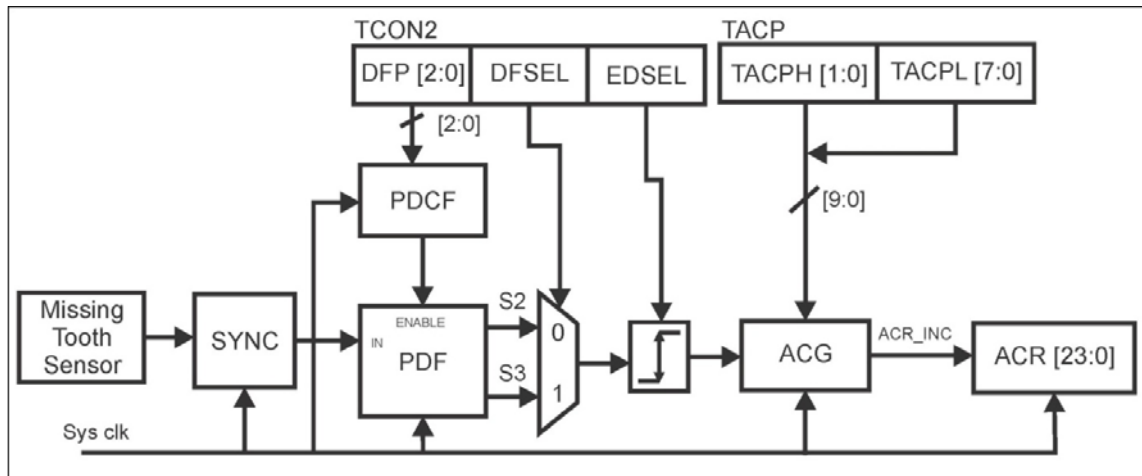 TCON2
TACP
DFP [2:0]
DFSEL
EDSEL
TACPH [1:0]
TACPL [7:0]
[2:0]
PDCF
[9:0]
Missing
Tooth
Sensor
SYNC
ENABLE
IN
PDF
S2
S3
0
1
ACG
ACR_INC
ACR [23:0]
Sys clk